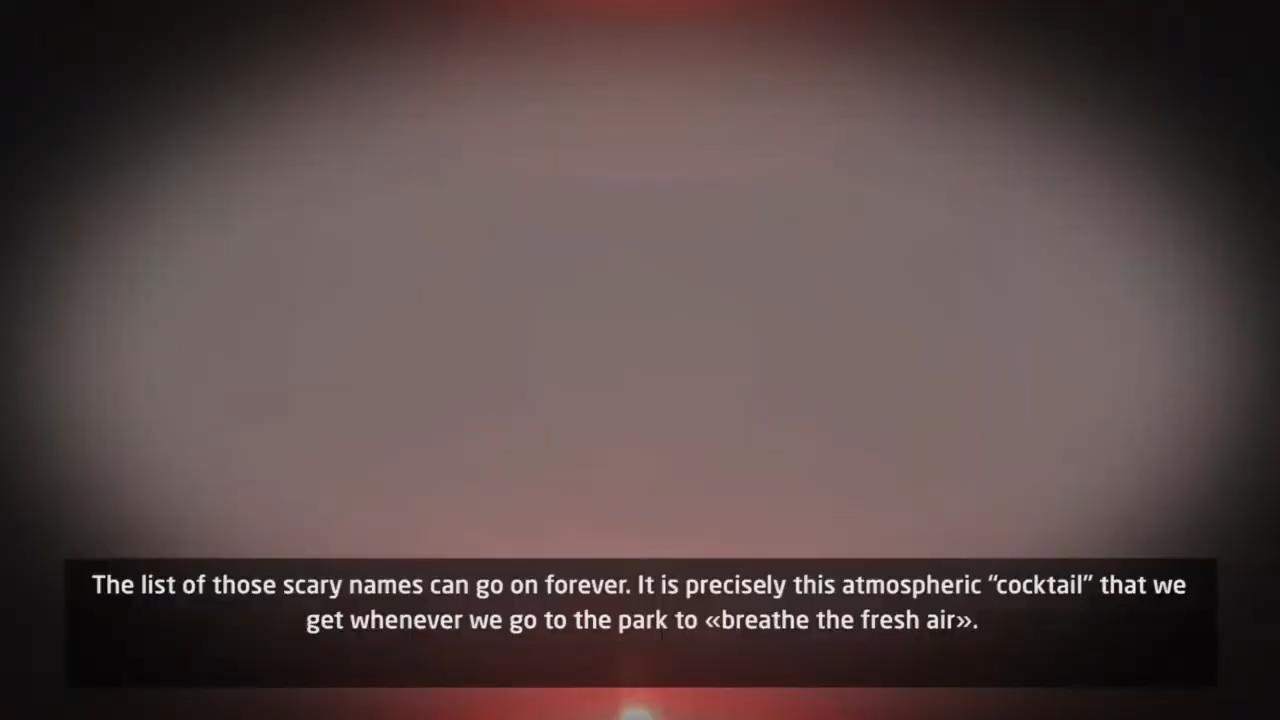 The list of those scary names can go on forever. It is precisely this atmospheric “cocktail” that we
get whenever we go to the park to «breathe the fresh air».